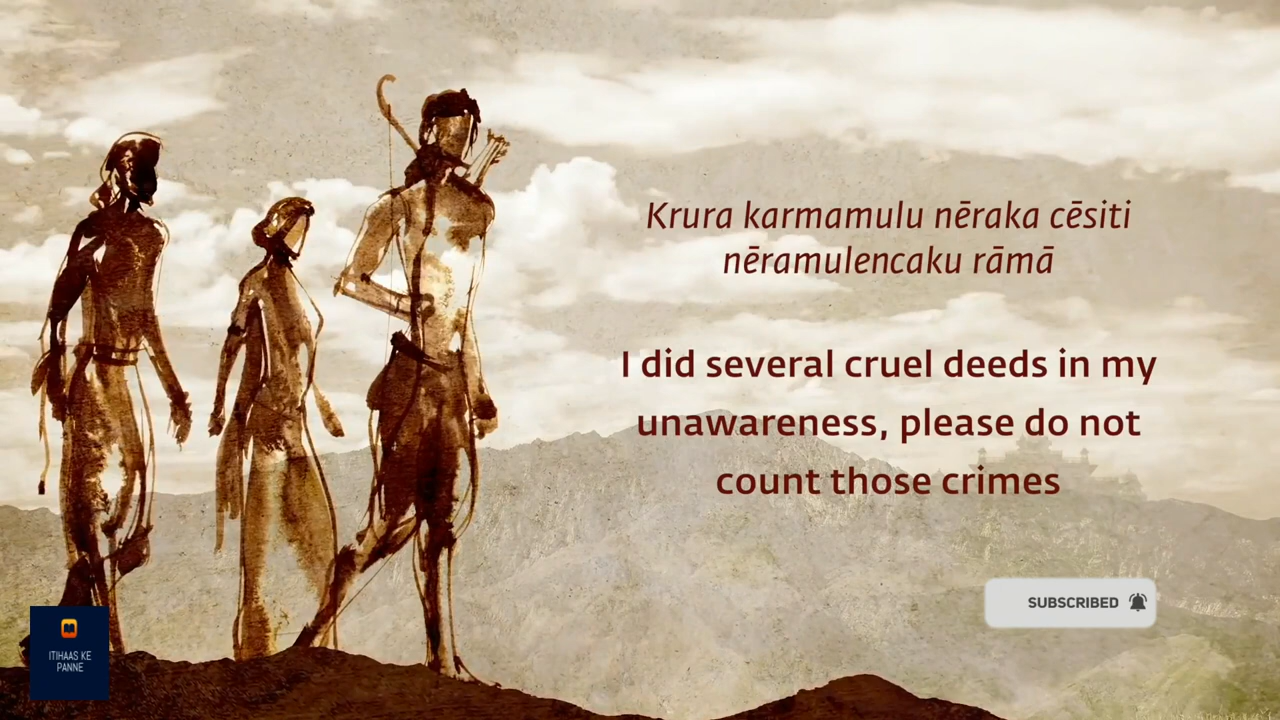 Krura karmamulu nēraka cēsiti
nēramulencaku rāmā
I did several cruel deeds in my
unawareness, please do not
count those crimes
SUBSCRIBED
ITIHAAS KE
PANNE